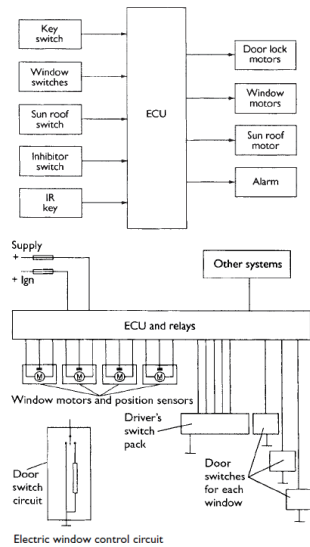 Key
switch
Window
switches
Sun roof
switch
Inhibitor
switch
IR
key
ECU
Door lock
motors
Window
motors
Sun roof
motor
Alarm
Supply
+
+ Ign
Other systems
ECU and relays
M
M
M
M
Window motors and position sensors
Driver's
switch
pack
Door
switches
for each
window
Door
switch
circuit
Electric window control circuit